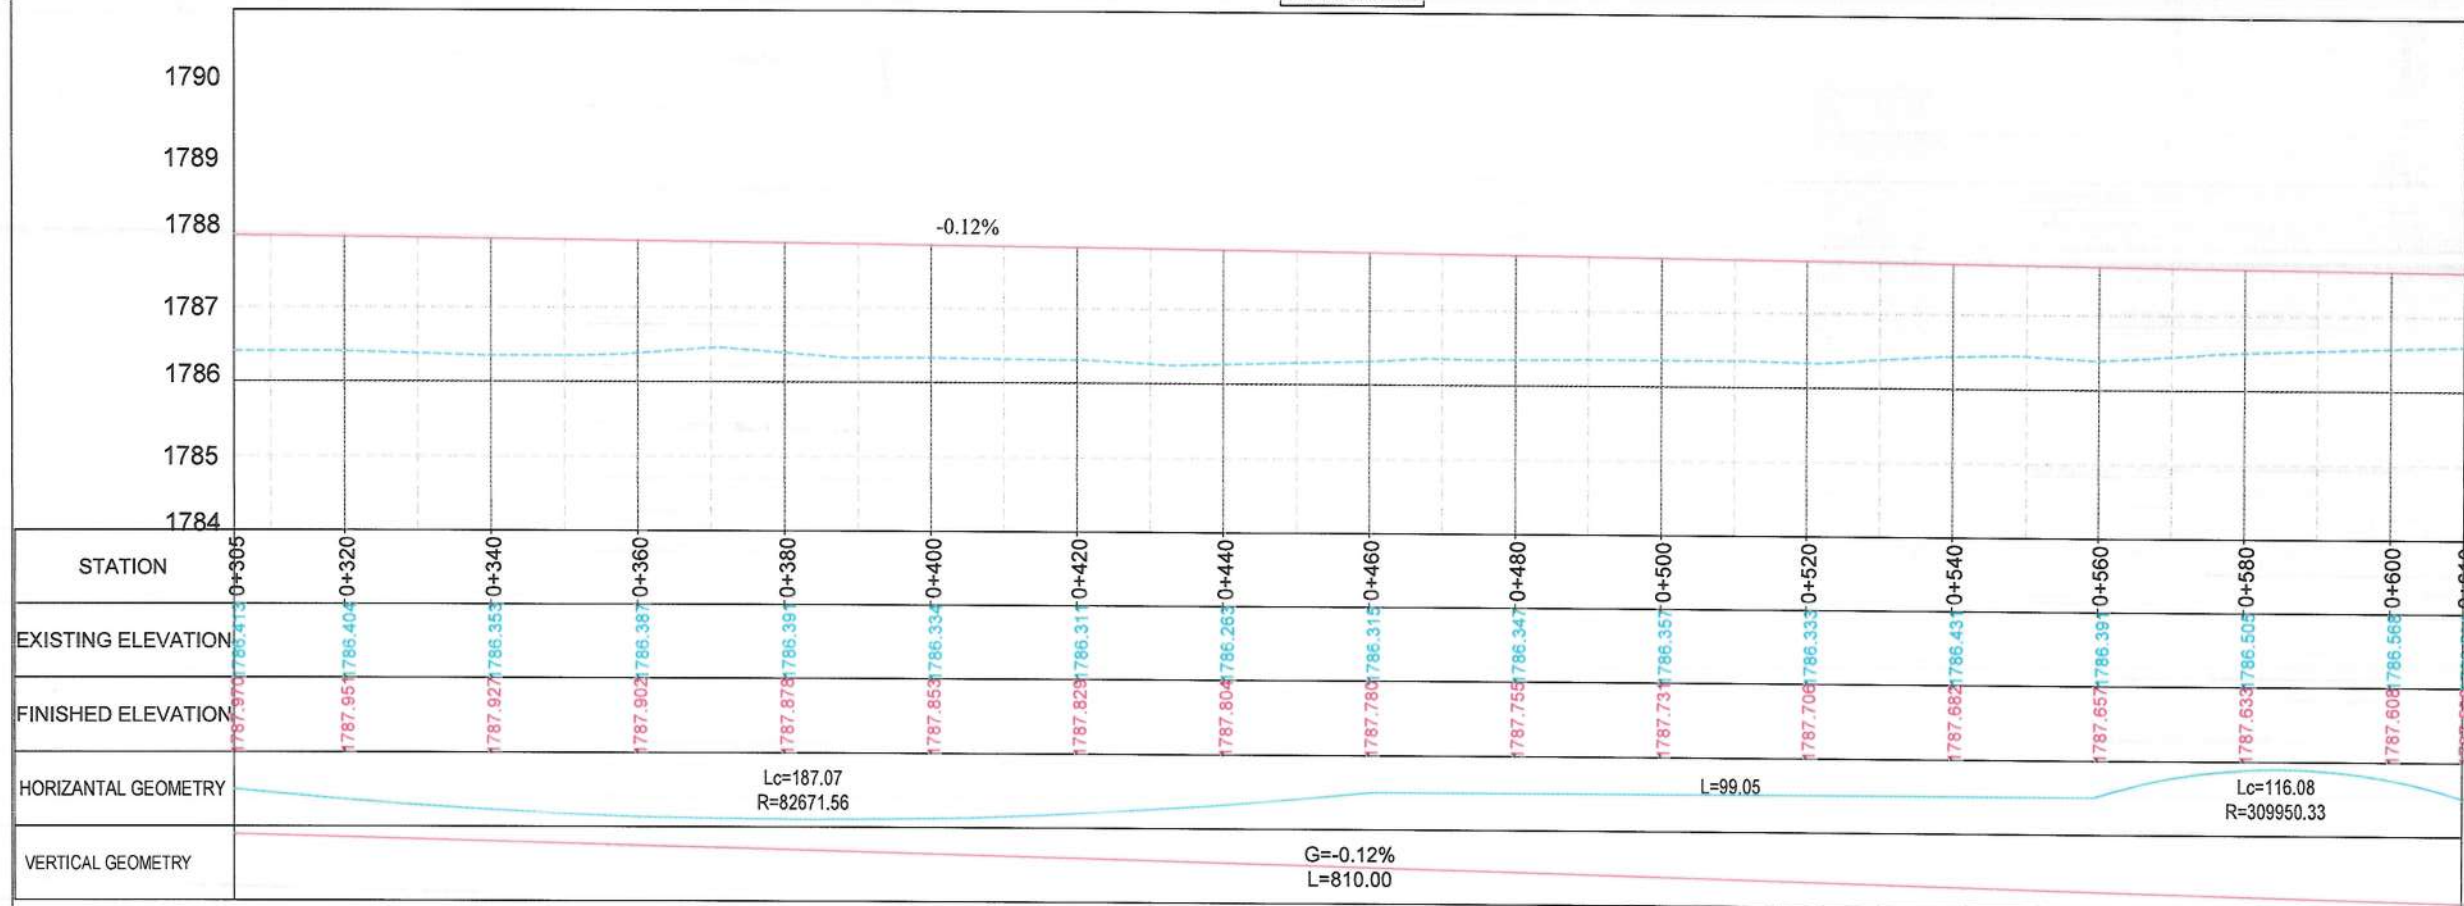 1790
1789
1788
-0.12%
1787
1786
1785
1784
STATION
0+305 0+320 0+340 0+360 0+380 0+400 0+420 0+440 0+460 0+480 0+500 0+520 0+540 0+560 0+580 0+600
EXISTING ELEVATION
1786.413 1786.404 1786.353 1786.387 1786.391 1786.334 1786.311 1786.263 1786.315 1786.347 1786.357 1786.333 1786.431 1786.391 1786.505 1786.568
FINISHED ELEVATION
1787.970 1787.951 1787.927 1787.902 1787.878 1787.853 1787.829 1787.804 1787.780 1787.755 1787.731 1787.706 1787.682 1787.657 1787.633 1787.608
HORIZANTAL GEOMETRY
Lc=187.07
R=82671.56
L=99.05
Lc=116.08
R=309950.33
VERTICAL GEOMETRY
G=-0.12%
L=810.00